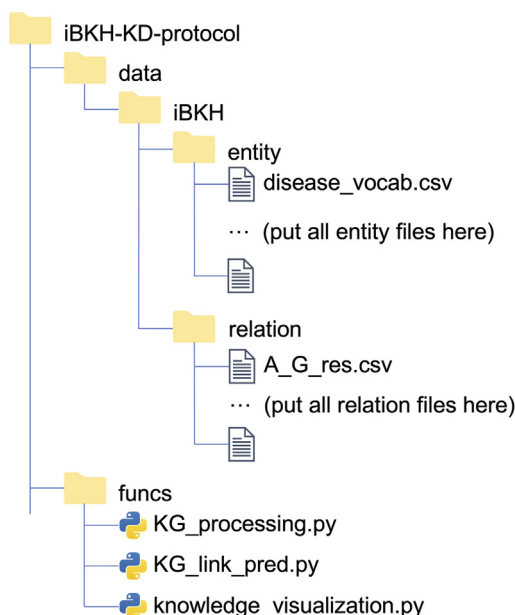 iBKH-KD-protocol
data
iBKH
entity
disease_vocab.csv
... (put all entity files here)
relation
A_G_res.csv
... (put all relation files here)
funcs
KG_processing.py
KG_link_pred.py
knowledge_visualization.py